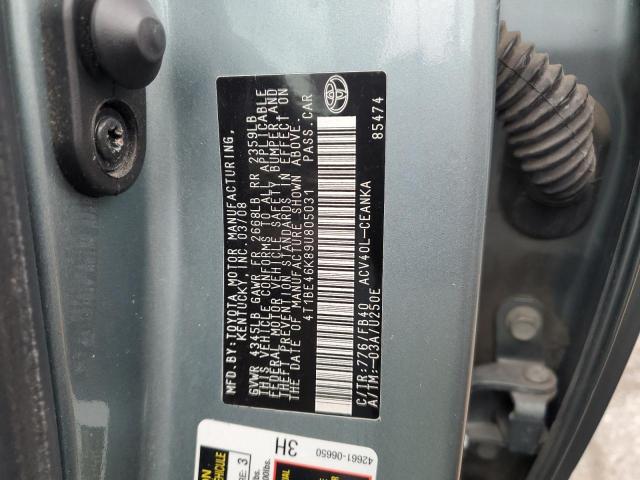 MFD. BY: TOYOTA MOTOR MANUFACTURING,
KENTUCKY, INC. 03/08
GVWR 4345LB GAWR FR 2668LB RR 2359LB
THIS VEHICLE CONFORMS TO ALL APPLICABLE
FEDERAL MOTOR VEHICLE SAFETY, BUMPER, AND
THEFT PREVENTION STANDARDS IN EFFECT ON
THE DATE OF MANUFACTURE SHOWN ABOVE.
4T1BE46K89U805031 PASS. CAR
C/TR: 776/FB40 ACV40L-CEANKA
A/TM: -03A/U250E 85474
3H 42661-06650
3